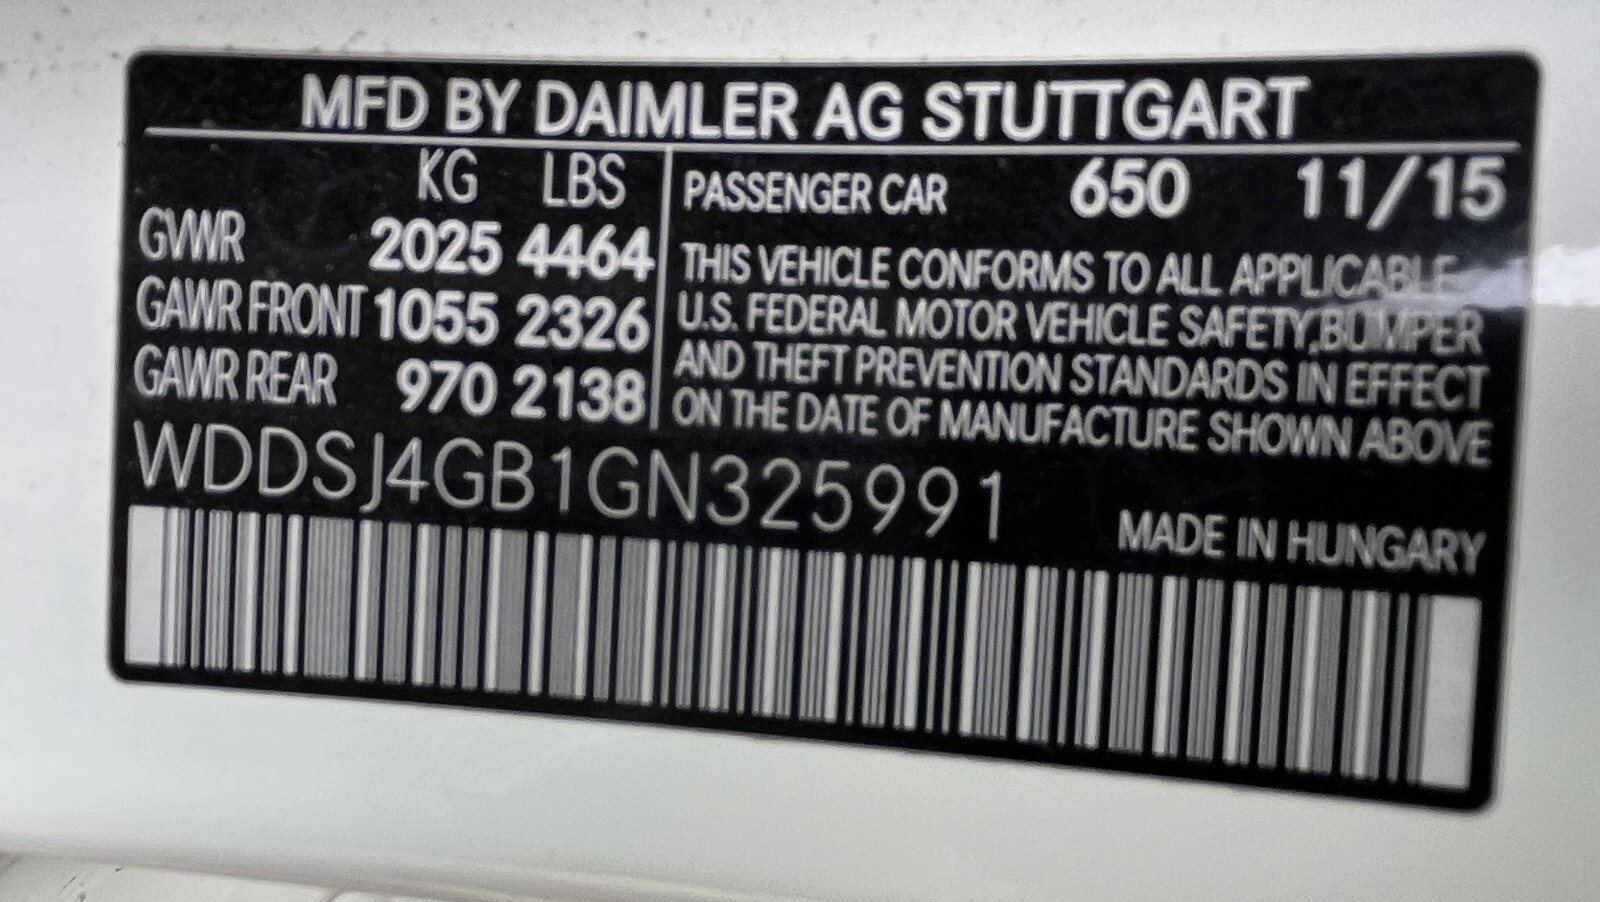 MFD BY DAIMLER AG STUTTGART
KG LBS
GVWR 2025 4464
GAWR FRONT 1055 2326
GAWR REAR 970 2138
PASSENGER CAR 650 11/15
THIS VEHICLE CONFORMS TO ALL APPLICABLE
U.S. FEDERAL MOTOR VEHICLE SAFETY,BUMPER
AND THEFT PREVENTION STANDARDS IN EFFECT
ON THE DATE OF MANUFACTURE SHOWN ABOVE
WDDSJ4GB1GN325991
MADE IN HUNGARY